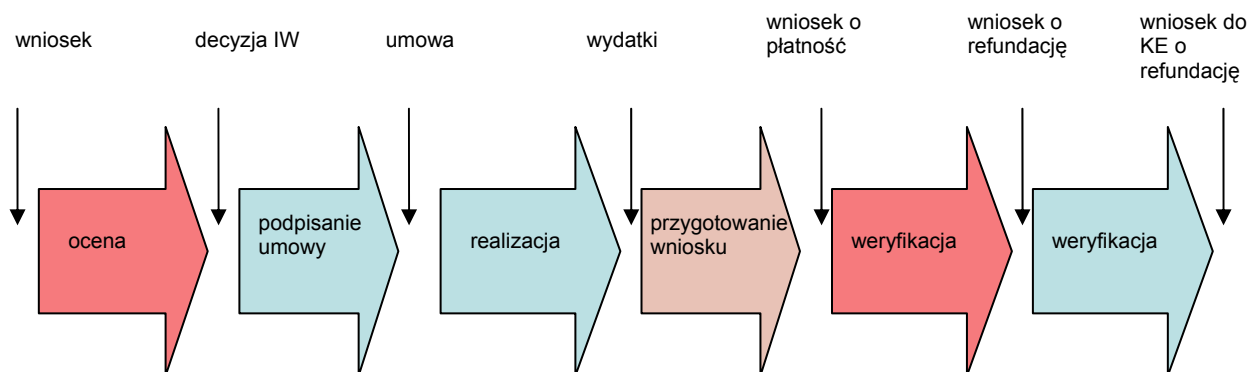 wniosek
decyzja IW
umowa
wydatki
wniosek o
płatność
wniosek o
refundację
wniosek do
KE o
refundację
ocena
podpisanie
umowy
realizacja
przygotowanie
wniosku
weryfikacja
weryfikacja